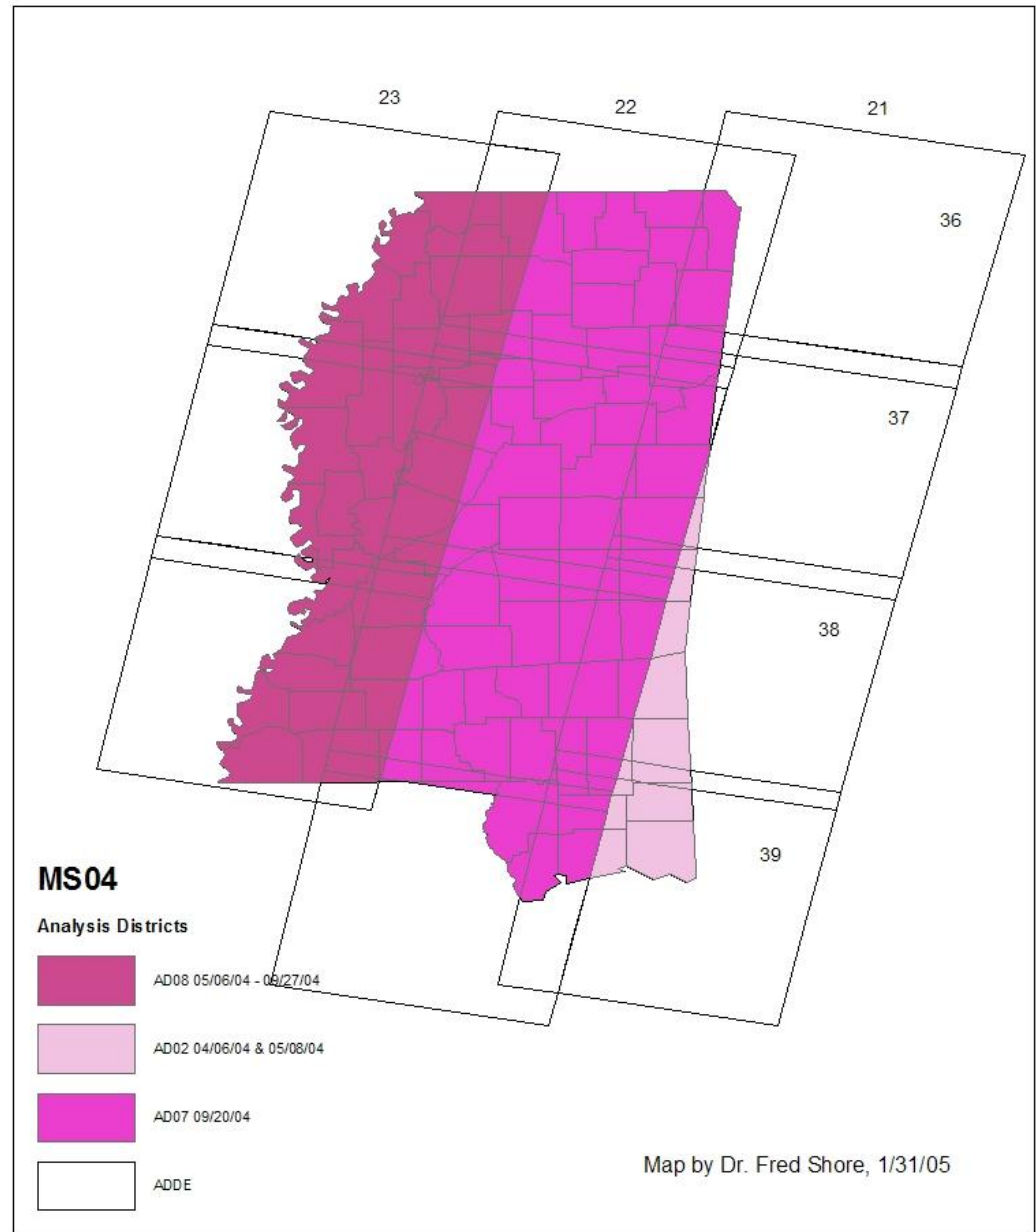 23
22
21
36
37
38
39
MS04
Analysis Districts
AD08 05/06/04 - 09/27/04
AD02 04/06/04 & 05/08/04
AD07 09/20/04
ADDE
Map by Dr. Fred Shore, 1/31/05